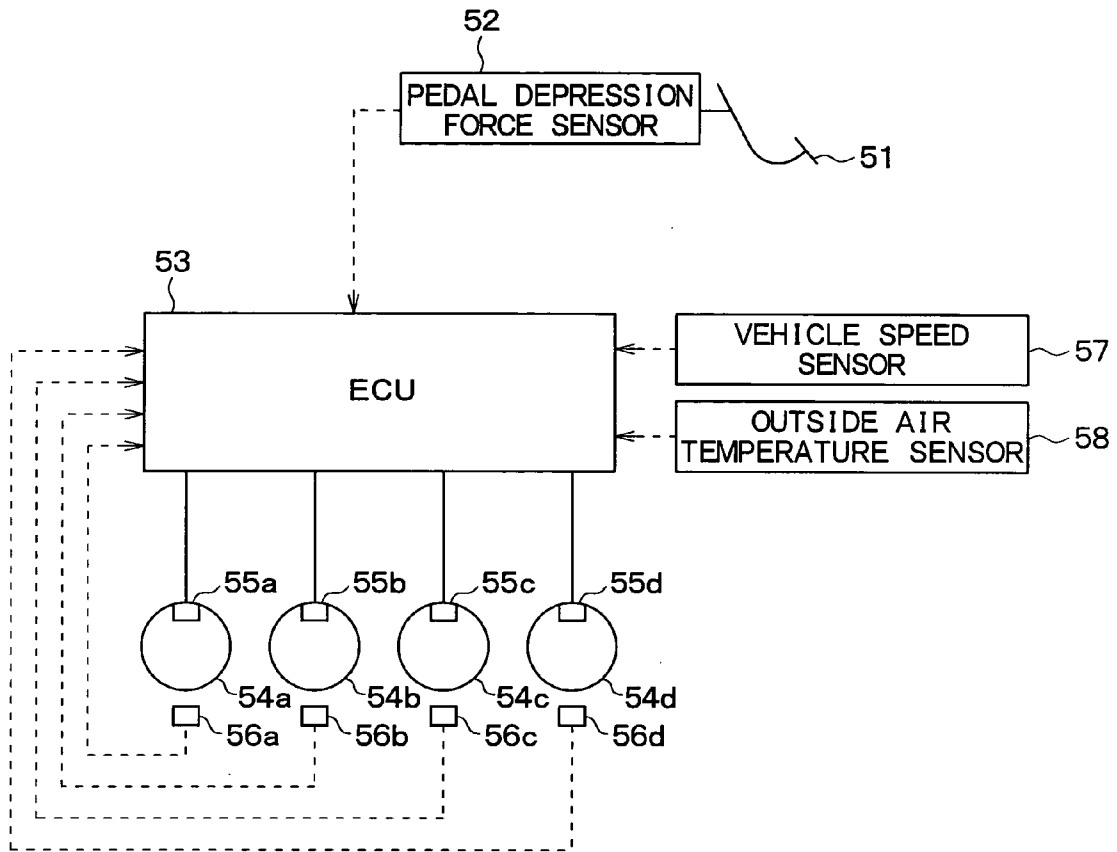 52
PEDAL DEPRESSION
FORCE SENSOR
51
53
ECU
VEHICLE SPEED
SENSOR
57
OUTSIDE AIR
TEMPERATURE SENSOR
58
55a
55b
55c
55d
54a
54b
54c
54d
56a
56b
56c
56d